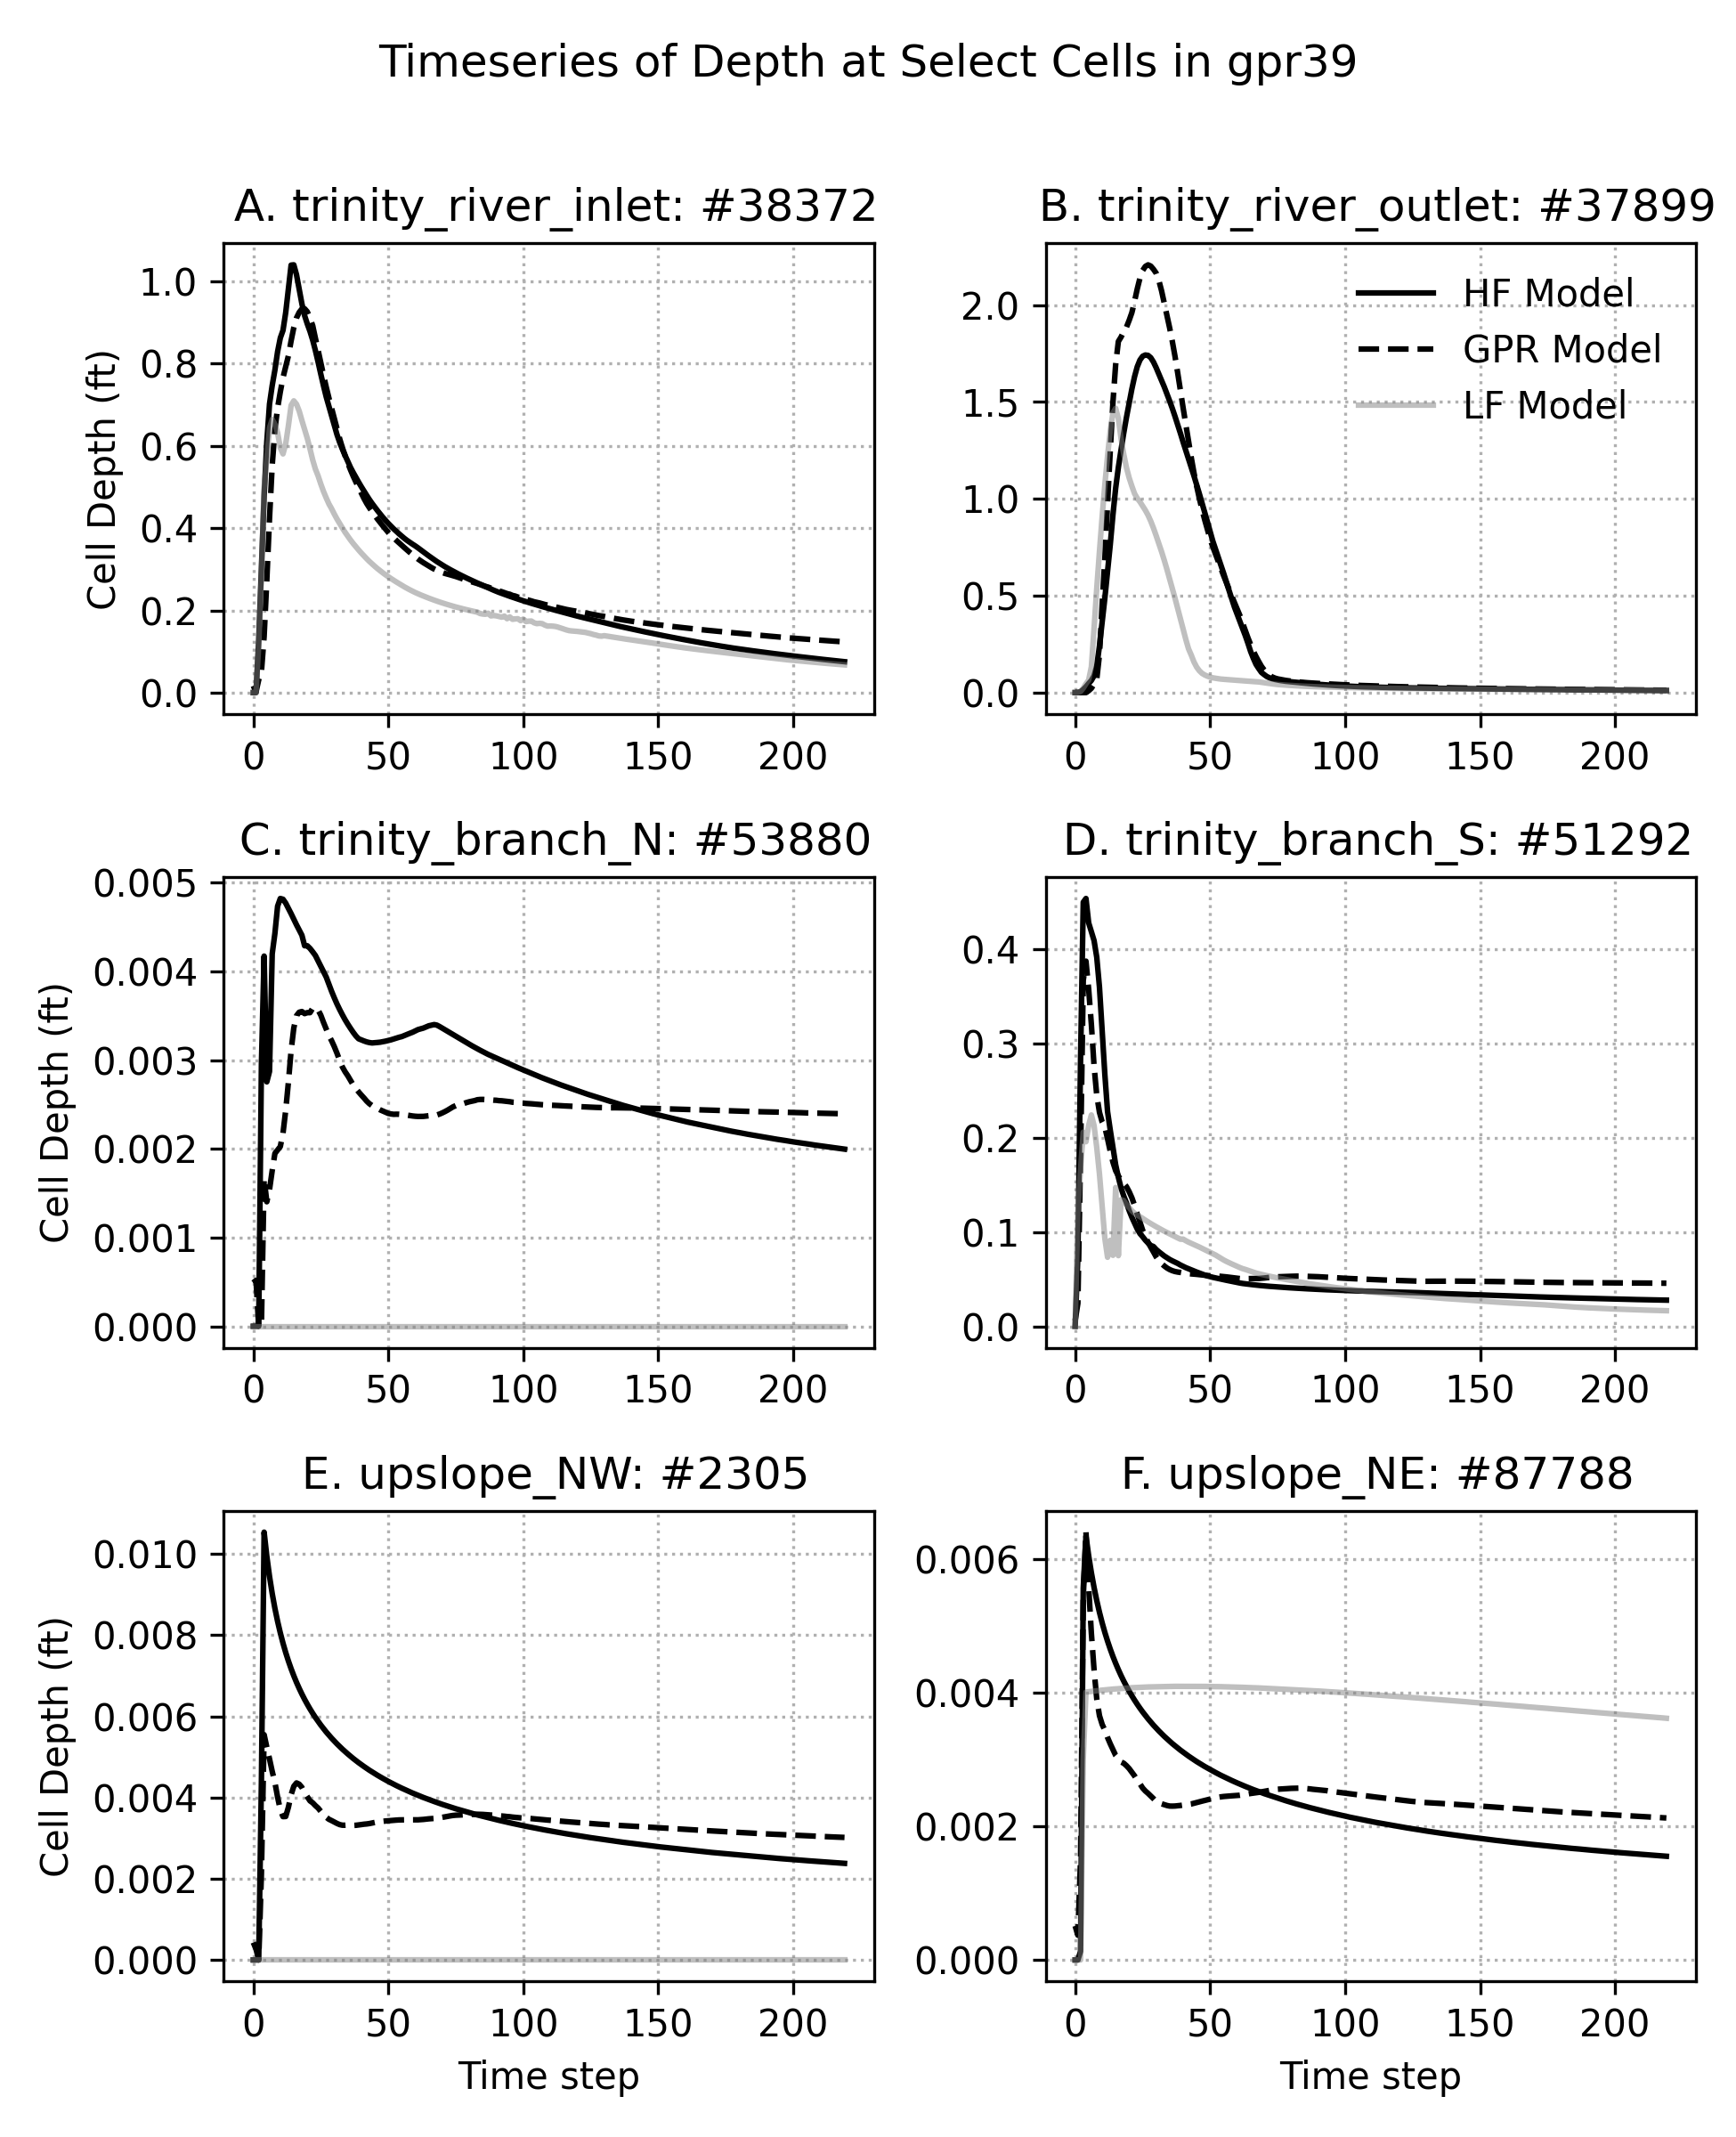 Timeseries of Depth at Select Cells in gpr39
A. trinity_river_inlet: #38372
Cell Depth (ft)
1.0
0.8
0.6
0.4
0.2
0.0
0 50 100 150 200
B. trinity_river_outlet: #37899
HF Model
GPR Model
LF Model
2.0
1.5
1.0
0.5
0.0
0 50 100 150 200
C. trinity_branch_N: #53880
Cell Depth (ft)
0.005
0.004
0.003
0.002
0.001
0.000
0 50 100 150 200
D. trinity_branch_S: #51292
0.4
0.3
0.2
0.1
0.0
0 50 100 150 200
E. upslope_NW: #2305
Cell Depth (ft)
0.010
0.008
0.006
0.004
0.002
0.000
0 50 100 150 200
Time step
F. upslope_NE: #87788
0.006
0.004
0.002
0.000
0 50 100 150 200
Time step